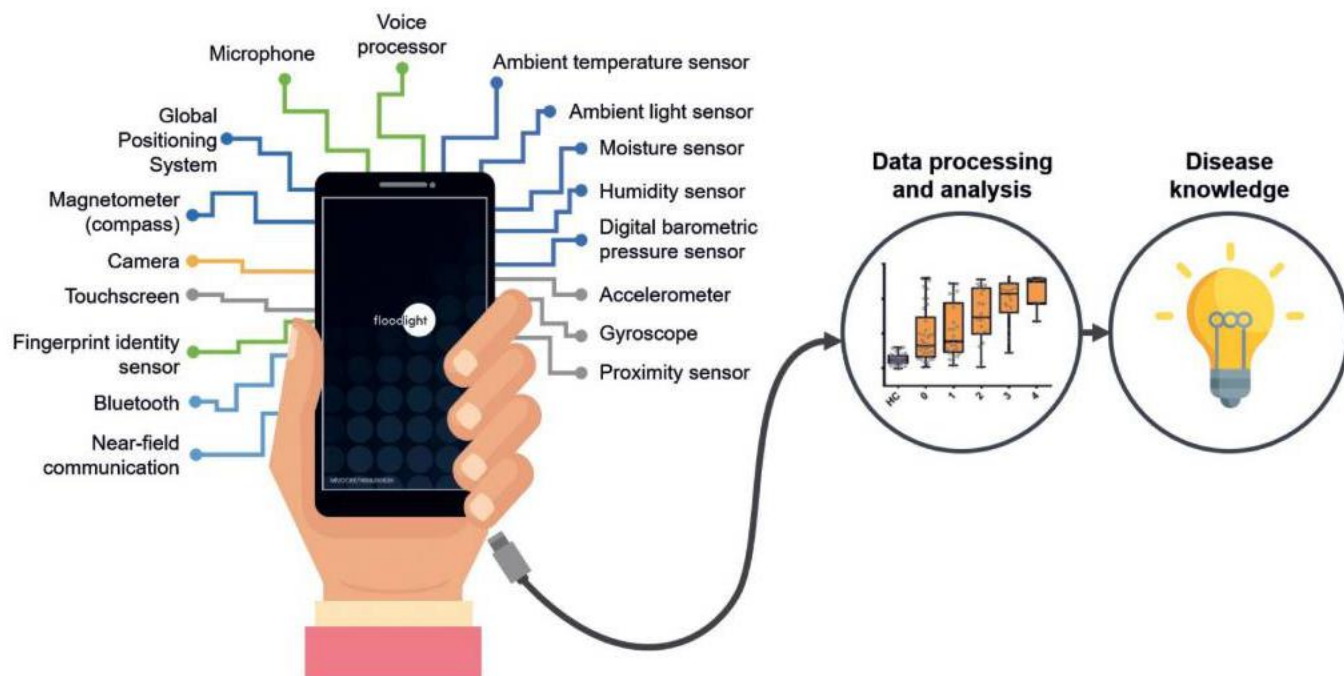 Microphone
Voice
processor
Ambient temperature sensor
Global
Positioning
System
Ambient light sensor
Moisture sensor
Magnetometer
(compass)
Humidity sensor
Digital barometric
pressure sensor
Camera
Touchscreen
Accelerometer
Fingerprint identity
sensor
Gyroscope
Proximity sensor
Bluetooth
Near-field
communication
floodlight
Data processing
and analysis
HC 0 1 2 3 4
Disease
knowledge